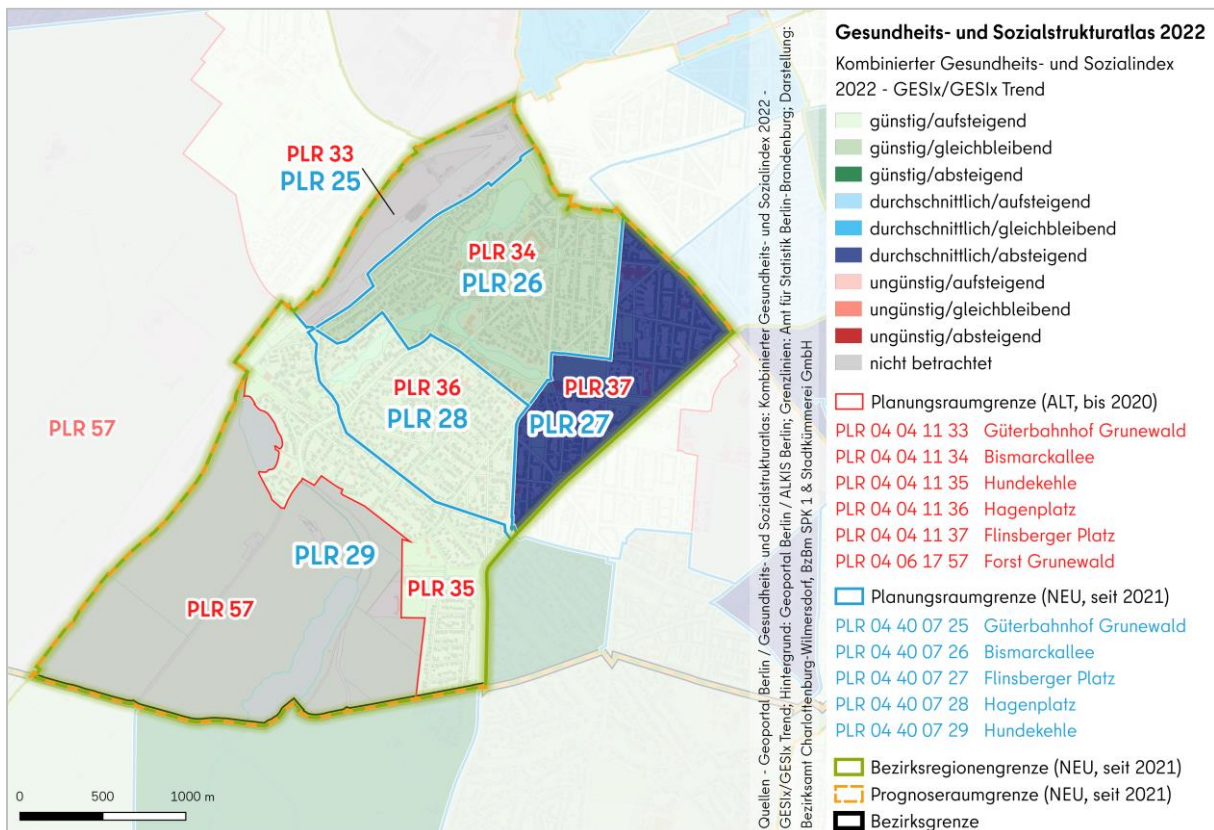 PLR 33
PLR 25
PLR 34
PLR 26
PLR 36
PLR 28
PLR 37
PLR 27
PLR 57
PLR 29
PLR 57
PLR 35
0 500 1000 m
Quellen - Geoportal Berlin / Gesundheits- und Sozialstrukturatlas: Kombinierter Gesundheits- und Sozialindex 2022 -
GESIx/GESIx Trend; Hintergrund: Geoportal Berlin / ALKIS Berlin; Grenzlinien: Amt für Statistik Berlin-Brandenburg; Darstellung:
Bezirksamt Charlottenburg-Wilmersdorf, BzBm SPK 1 & Stadtkümmerei GmbH
Gesundheits- und Sozialstrukturatlas 2022
Kombinierter Gesundheits- und Sozialindex
2022 - GESIx/GESIx Trend
günstig/aufsteigend
günstig/gleichbleibend
günstig/absteigend
durchschnittlich/aufsteigend
durchschnittlich/gleichbleibend
durchschnittlich/absteigend
ungünstig/aufsteigend
ungünstig/gleichbleibend
ungünstig/absteigend
nicht betrachtet
Planungsraumgrenze (ALT, bis 2020)
PLR 04 04 11 33 Güterbahnhof Grunewald
PLR 04 04 11 34 Bismarckallee
PLR 04 04 11 35 Hundekehle
PLR 04 04 11 36 Hagenplatz
PLR 04 04 11 37 Flinsberger Platz
PLR 04 06 17 57 Forst Grunewald
Planungsraumgrenze (NEU, seit 2021)
PLR 04 40 07 25 Güterbahnhof Grunewald
PLR 04 40 07 26 Bismarckallee
PLR 04 40 07 27 Flinsberger Platz
PLR 04 40 07 28 Hagenplatz
PLR 04 40 07 29 Hundekehle
Bezirksregionengrenze (NEU, seit 2021)
Prognoseraumgrenze (NEU, seit 2021)
Bezirksgrenze